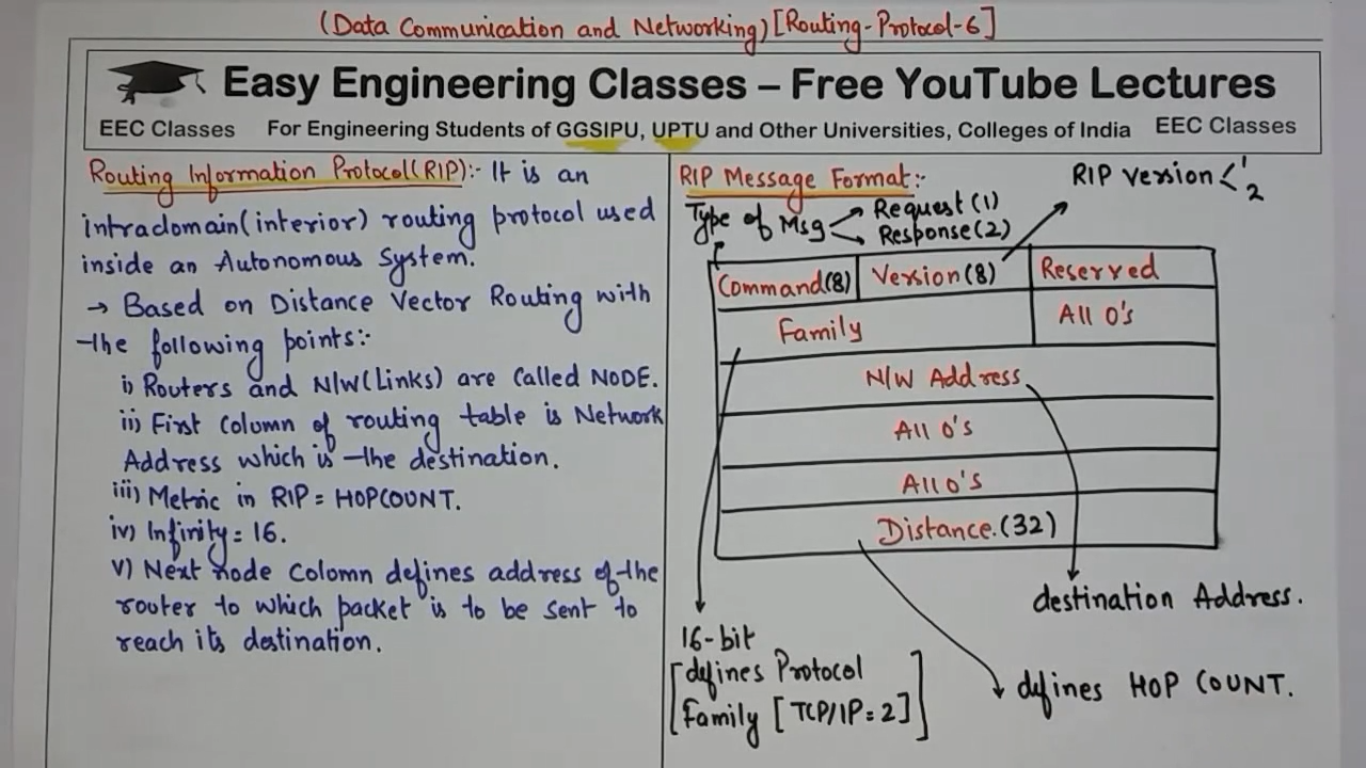 (Data Communication and Networking) [Routing-Protocol-6]
Easy Engineering Classes – Free YouTube Lectures
EEC Classes For Engineering Students of GGSIPU, UPTU and Other Universities, Colleges of India EEC Classes
Routing Information Protocol(RIP):- It is an
intradomain(interior) routing protocol used
inside an Autonomous System.
→ Based on Distance Vector Routing with
the following points:-
i) Routers and N/W(Links) are called NODE.
ii) First Column of routing table is Network
Address which is the destination.
iii) Metric in RIP = HOPCOUNT.
iv) Infinity = 16.
v) Next node Colomn defines address of the
router to which packet is to be sent to
reach its destination.
RIP Message Format:-
RIP version < 1
2
Type of Msg
Request(1)
Response(2)
Command(8) Version(8) Reserved
Family All 0's
N/W Address
All 0's
All 0's
Distance.(32)
destination Address.
16-bit
[defines Protocol
Family [TCP/IP=2]]
defines HOP COUNT.